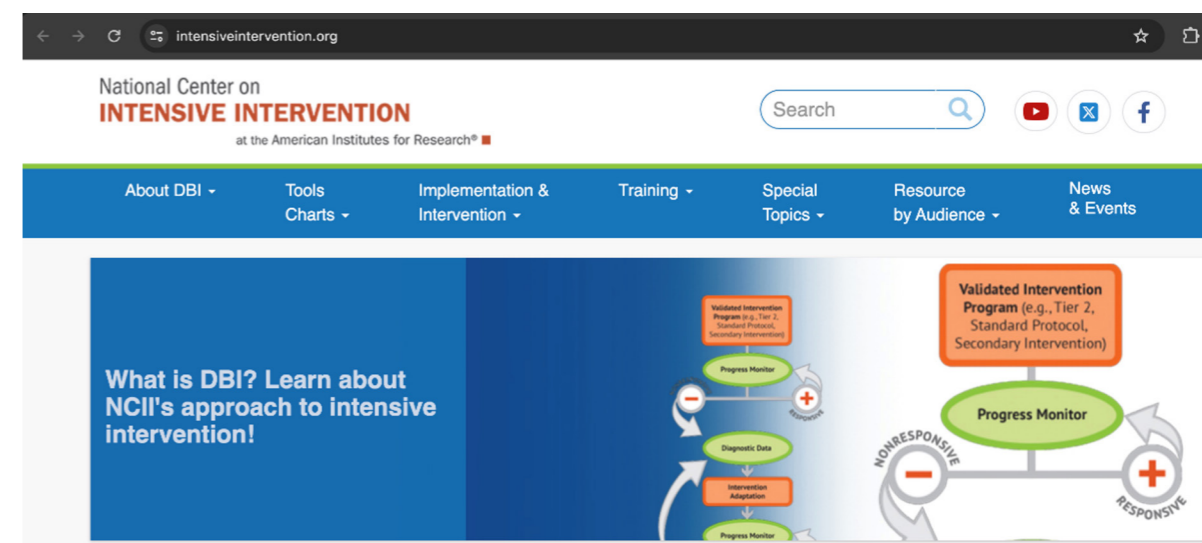 intensiveintervention.org
National Center on
INTENSIVE INTERVENTION
at the American Institutes for Research®
Search
About DBI
Tools
Charts
Implementation &
Intervention
Training
Special
Topics
Resource
by Audience
News
& Events
What is DBI? Learn about
NCII's approach to intensive
intervention!
Validated Intervention
Program (e.g., Tier 2,
Standard Protocol,
Secondary Intervention)
Progress Monitor
RESPONSIVE
Diagnostic Data
Intervention
Adaptation
Progress Monitor
Validated Intervention
Program (e.g., Tier 2,
Standard Protocol,
Secondary Intervention)
Progress Monitor
NONRESPONSIVE
RESPONSIVE